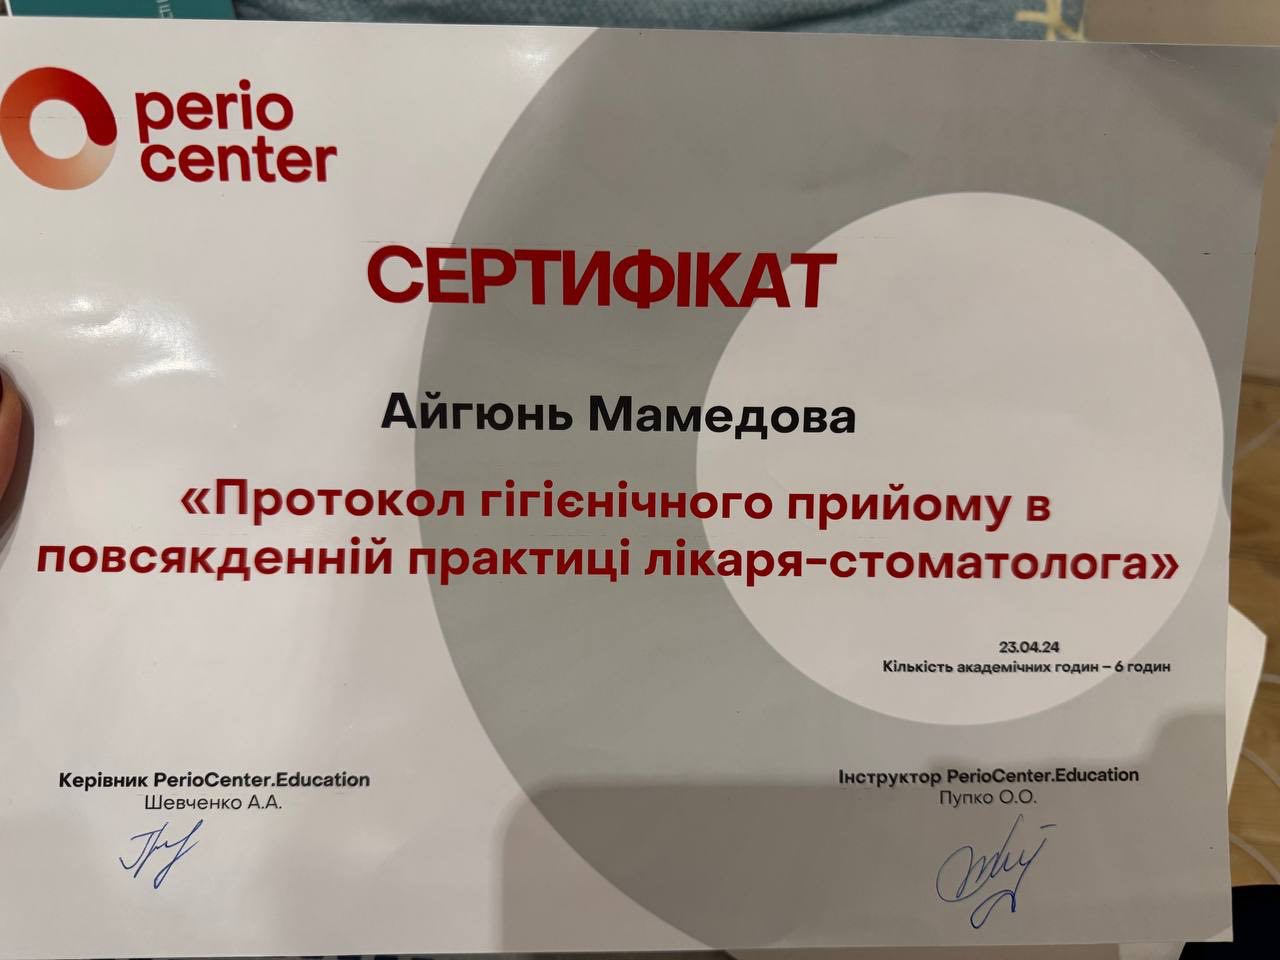 perio
center
СЕРТИФІКАТ
Айгюнь Мамедова
«Протокол гігієнічного прийому в
повсякденній практиці лікаря-стоматолога»
23.04.24
Кількість академічних годин – 6 годин
Керівник PerioCenter.Education
Шевченко А.А.
Інструктор PerioCenter.Education
Пупко О.О.